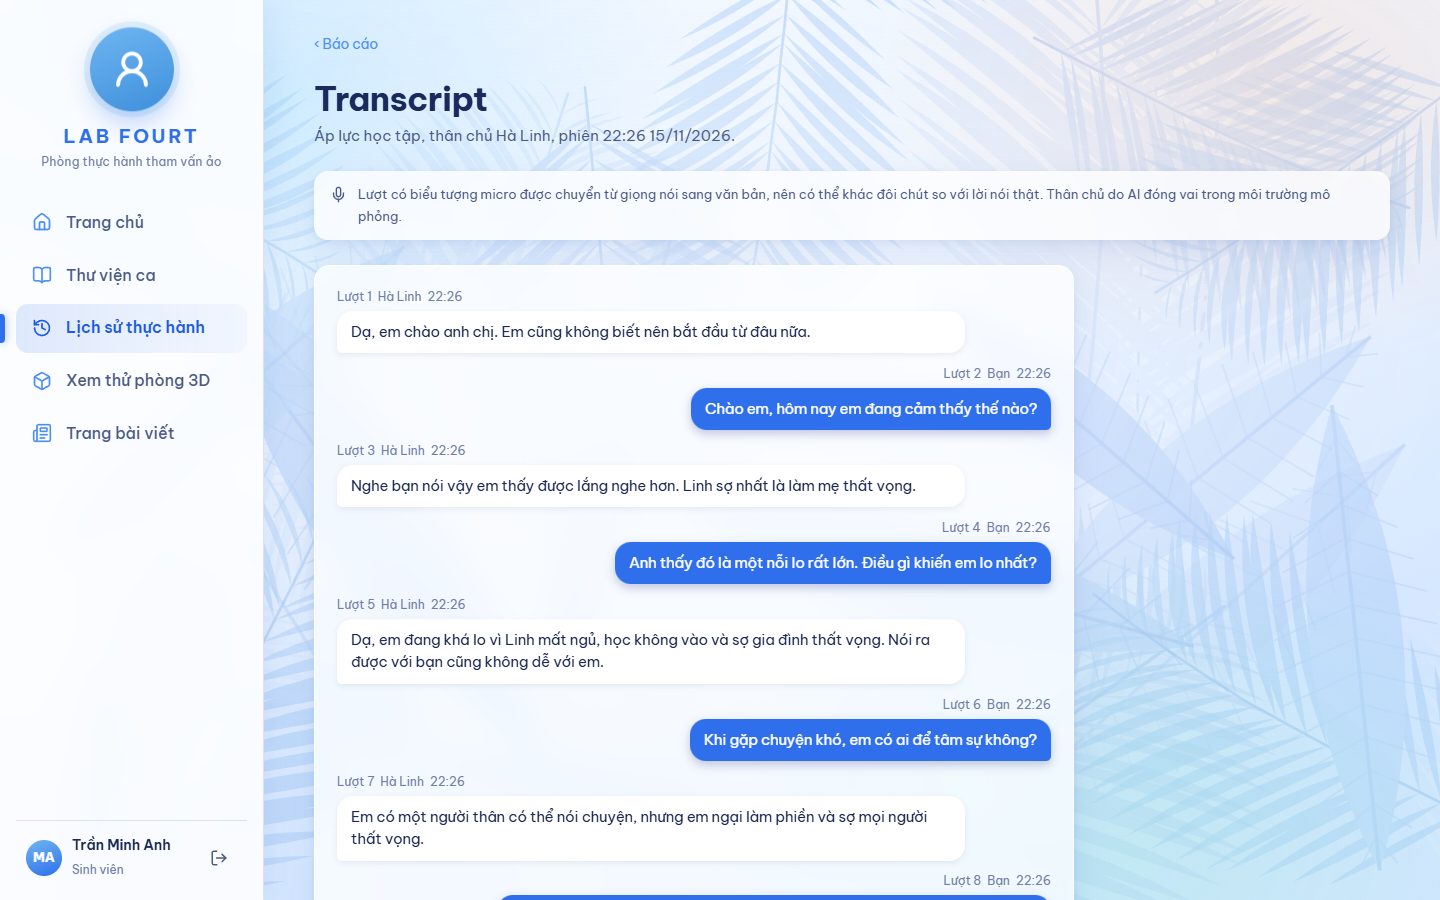 LAB FOURT
Phòng thực hành tham vấn ảo
Trang chủ
Thư viện ca
Lịch sử thực hành
Xem thử phòng 3D
Trang bài viết
MA
Trần Minh Anh
Sinh viên
‹ Báo cáo
Transcript
Áp lực học tập, thân chủ Hà Linh, phiên 22:26 15/11/2026.
Lượt có biểu tượng micro được chuyển từ giọng nói sang văn bản, nên có thể khác đôi chút so với lời nói thật. Thân chủ do AI đóng vai trong môi trường mô
phỏng.
Lượt 1 Hà Linh 22:26
Dạ, em chào anh chị. Em cũng không biết nên bắt đầu từ đâu nữa.
Lượt 2 Bạn 22:26
Chào em, hôm nay em đang cảm thấy thế nào?
Lượt 3 Hà Linh 22:26
Nghe bạn nói vậy em thấy được lắng nghe hơn. Linh sợ nhất là làm mẹ thất vọng.
Lượt 4 Bạn 22:26
Anh thấy đó là một nỗi lo rất lớn. Điều gì khiến em lo nhất?
Lượt 5 Hà Linh 22:26
Dạ, em đang khá lo vì Linh mất ngủ, học không vào và sợ gia đình thất vọng. Nói ra
được với bạn cũng không dễ với em.
Lượt 6 Bạn 22:26
Khi gặp chuyện khó, em có ai để tâm sự không?
Lượt 7 Hà Linh 22:26
Em có một người thân có thể nói chuyện, nhưng em ngại làm phiền và sợ mọi người
thất vọng.
Lượt 8 Bạn 22:26